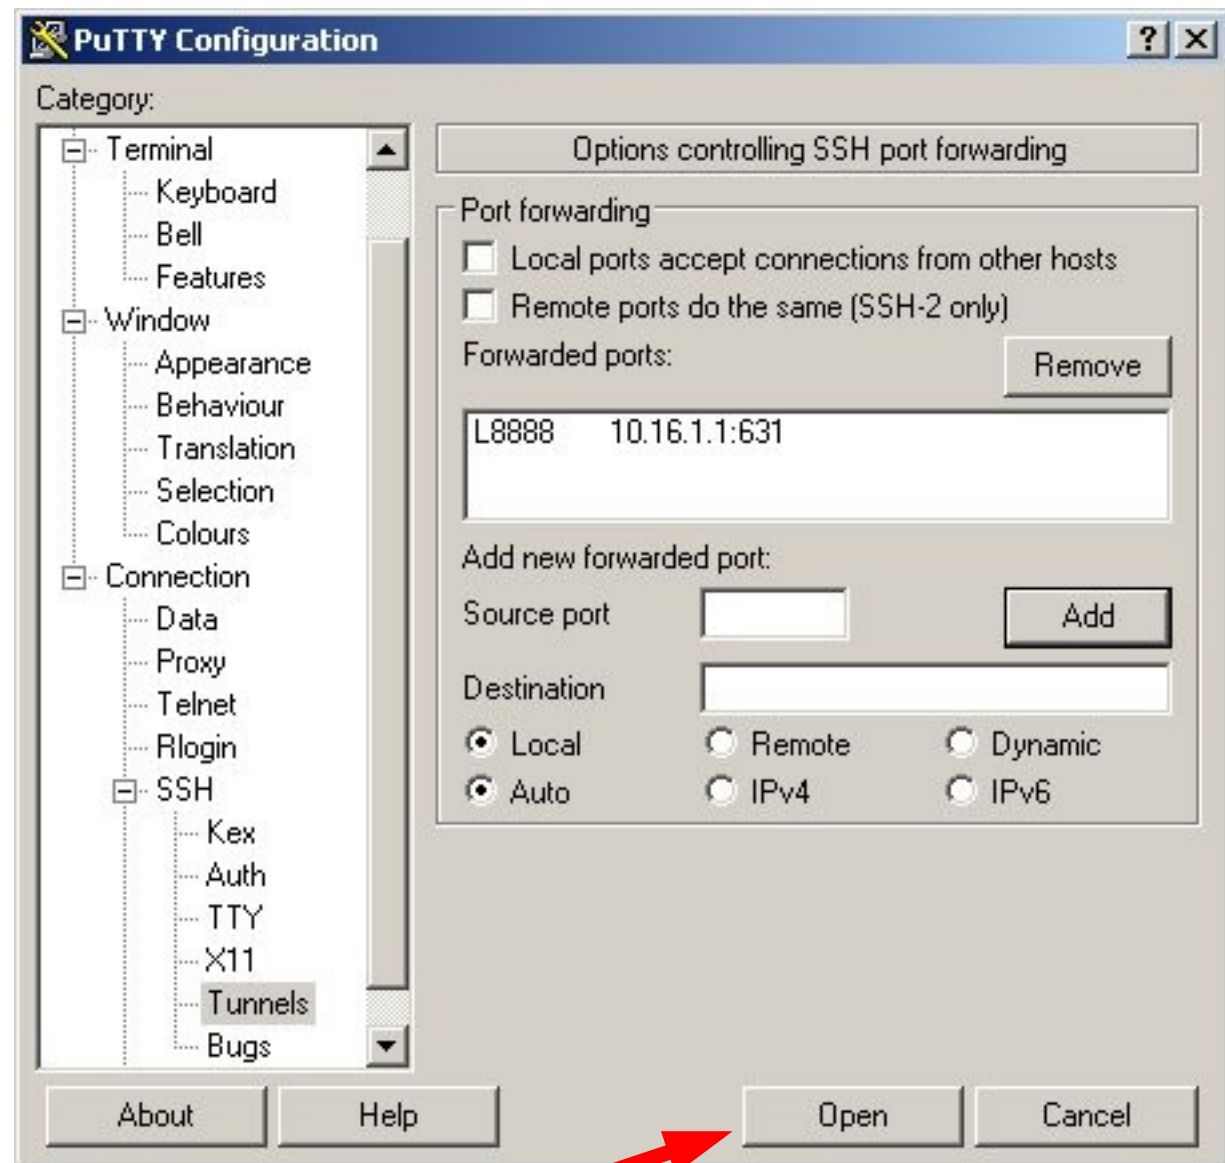 PuTTY Configuration
Category:
Terminal
Keyboard
Bell
Features
Window
Appearance
Behaviour
Translation
Selection
Colours
Connection
Data
Proxy
Telnet
Rlogin
SSH
Kex
Auth
TTY
X11
Tunnels
Bugs
Options controlling SSH port forwarding
Port forwarding
Local ports accept connections from other hosts
Remote ports do the same (SSH-2 only)
Forwarded ports:
Remove
L8888 10.16.1.1:631
Add new forwarded port:
Source port
Add
Destination
Local Remote Dynamic
Auto IPv4 IPv6
About Help Open Cancel